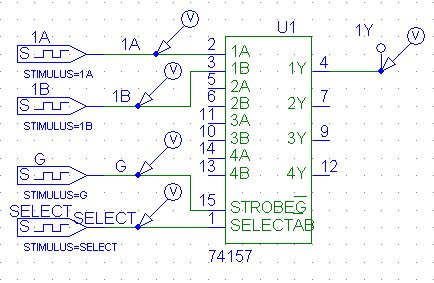 U1
1Y
V
V
1A
1A
S
STIMULUS=1A
2 1A
3 1B
1Y 4
V
1B
1B
S
STIMULUS=1B
5 2A
6 2B
2Y 7
11 3A
10 3B
3Y 9
V
14 4A
13 4B
4Y 12
G
G
S
STIMULUS=G
V
SELECT
SELECT
S
STIMULUS=SELECT
15 STROBEG
1 SELECTAB
74157